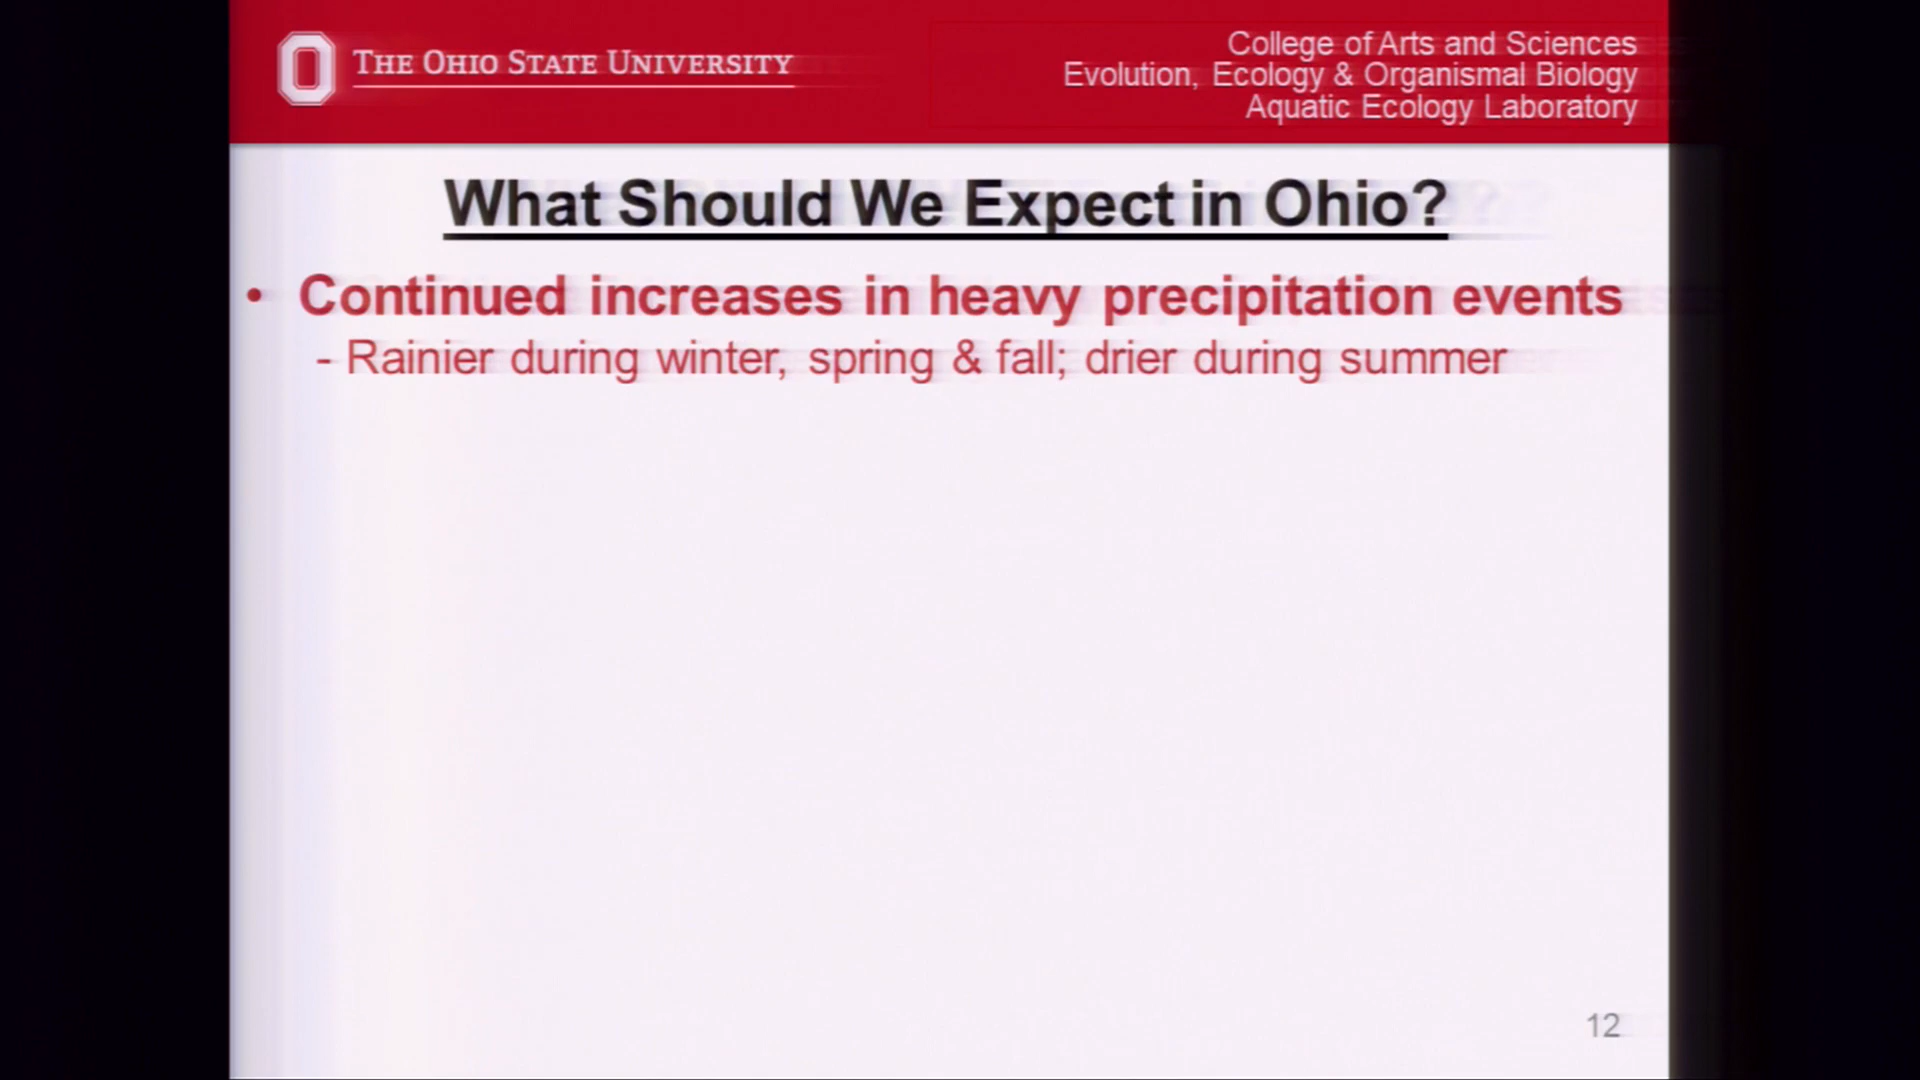 THE OHIO STATE UNIVERSITY
College of Arts and Sciences
Evolution, Ecology & Organismal Biology
Aquatic Ecology Laboratory
What Should We Expect in Ohio?
• Continued increases in heavy precipitation events
- Rainier during winter, spring & fall; drier during summer
12